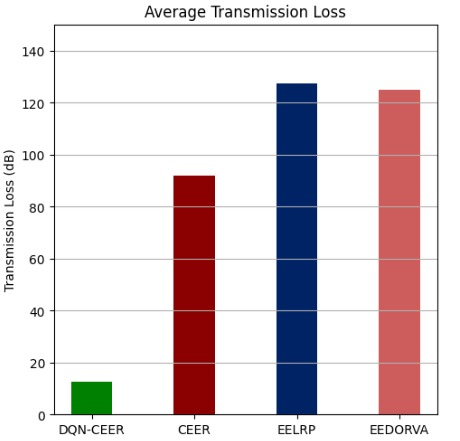 Average Transmission Loss
Transmission Loss (dB)
140
120
100
80
60
40
20
0
DQN-CEER CEER EELRP EEDORVA